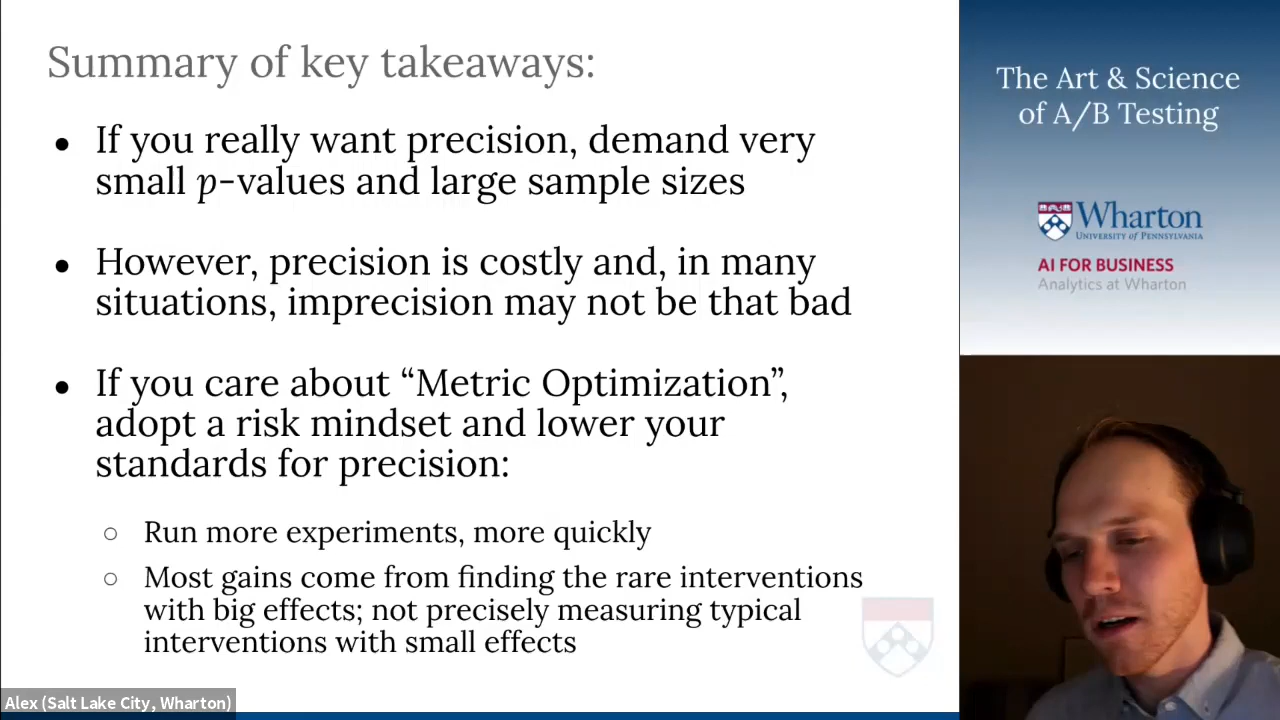 Summary of key takeaways:
● If you really want precision, demand very
small p-values and large sample sizes
● However, precision is costly and, in many
situations, imprecision may not be that bad
● If you care about “Metric Optimization”,
adopt a risk mindset and lower your
standards for precision:
○ Run more experiments, more quickly
○ Most gains come from finding the rare interventions
with big effects; not precisely measuring typical
interventions with small effects
Alex (Salt Lake City, Wharton)
The Art & Science
of A/B Testing
Wharton
UNIVERSITY of PENNSYLVANIA
AI FOR BUSINESS
Analytics at Wharton